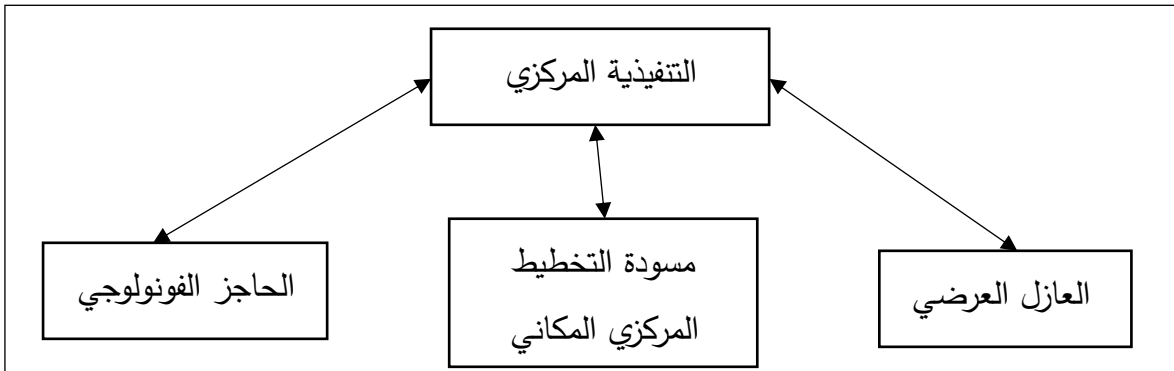 التنفيذية المركزي
العازل العرضي
مسودة التخطيط
المركزي المكاني
الحاجز الفونولوجي